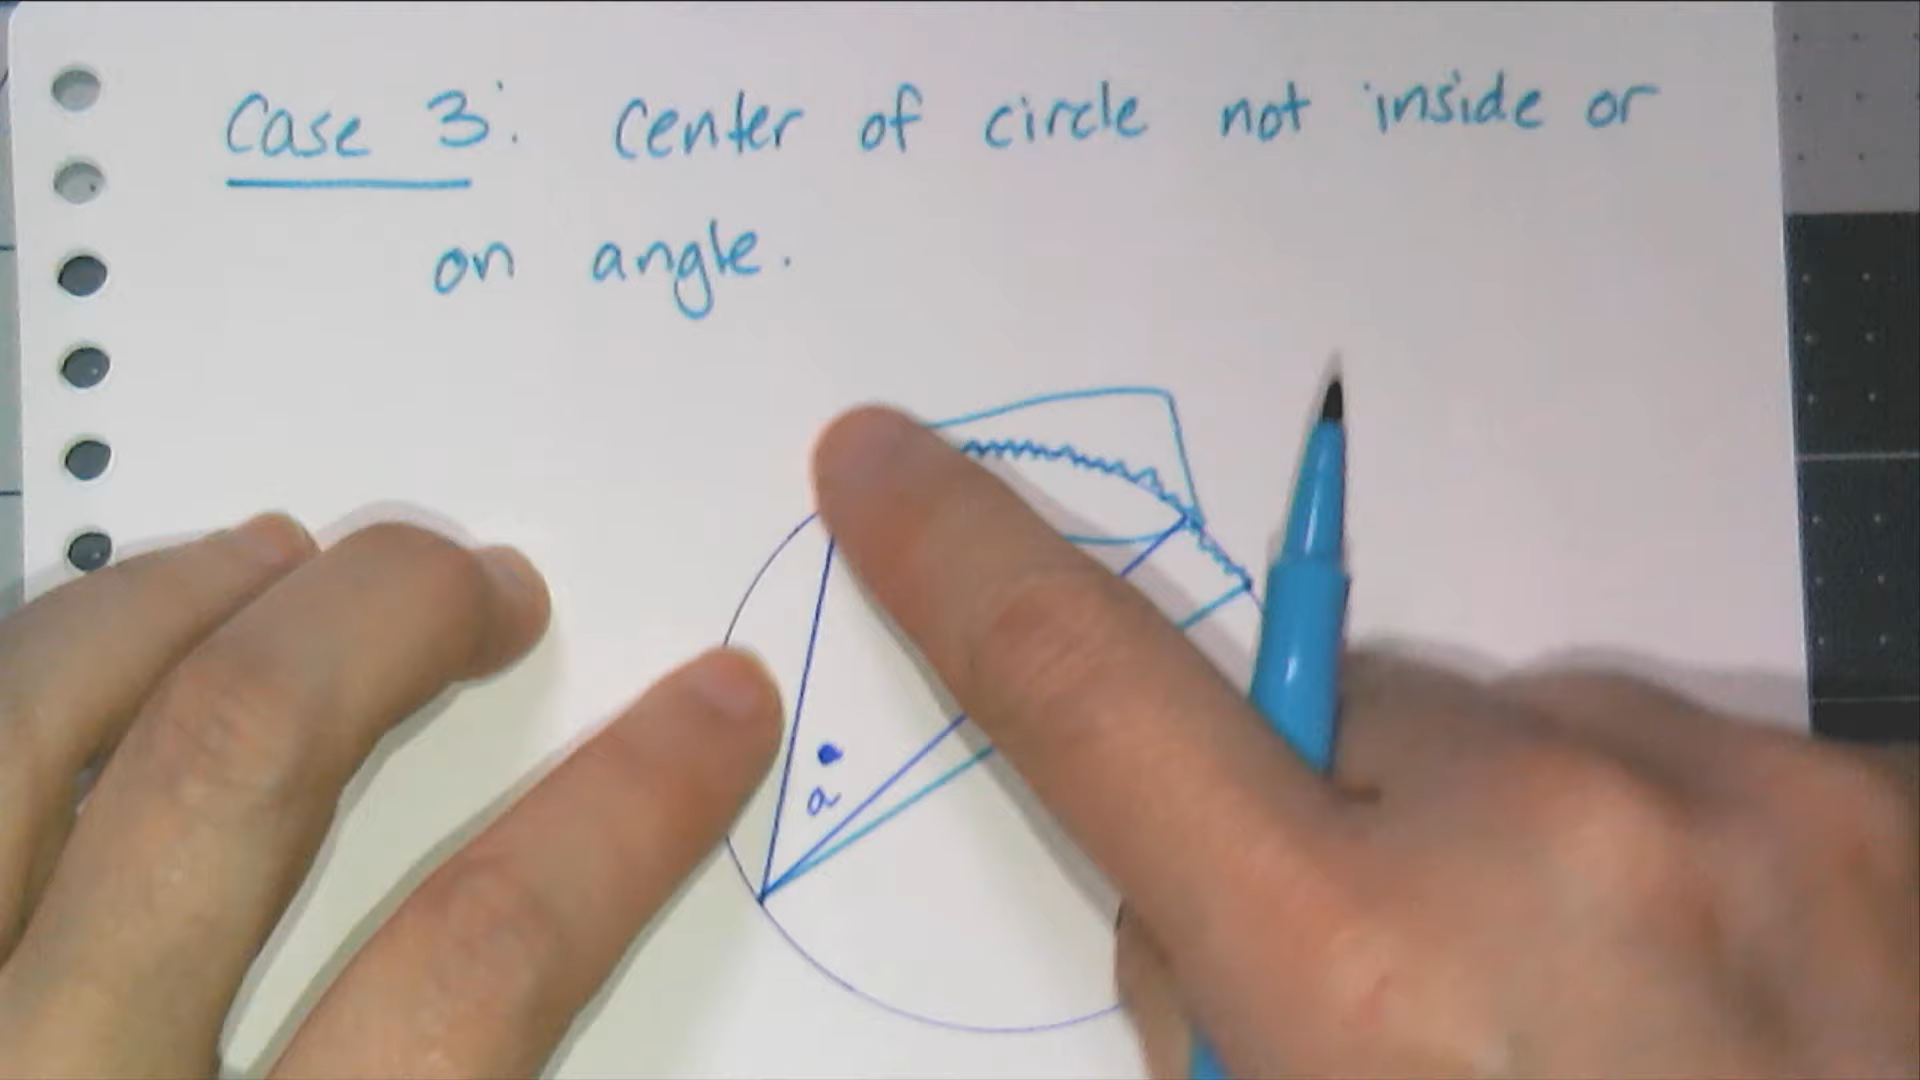 Case 3: Center of circle not inside or
on angle.
a